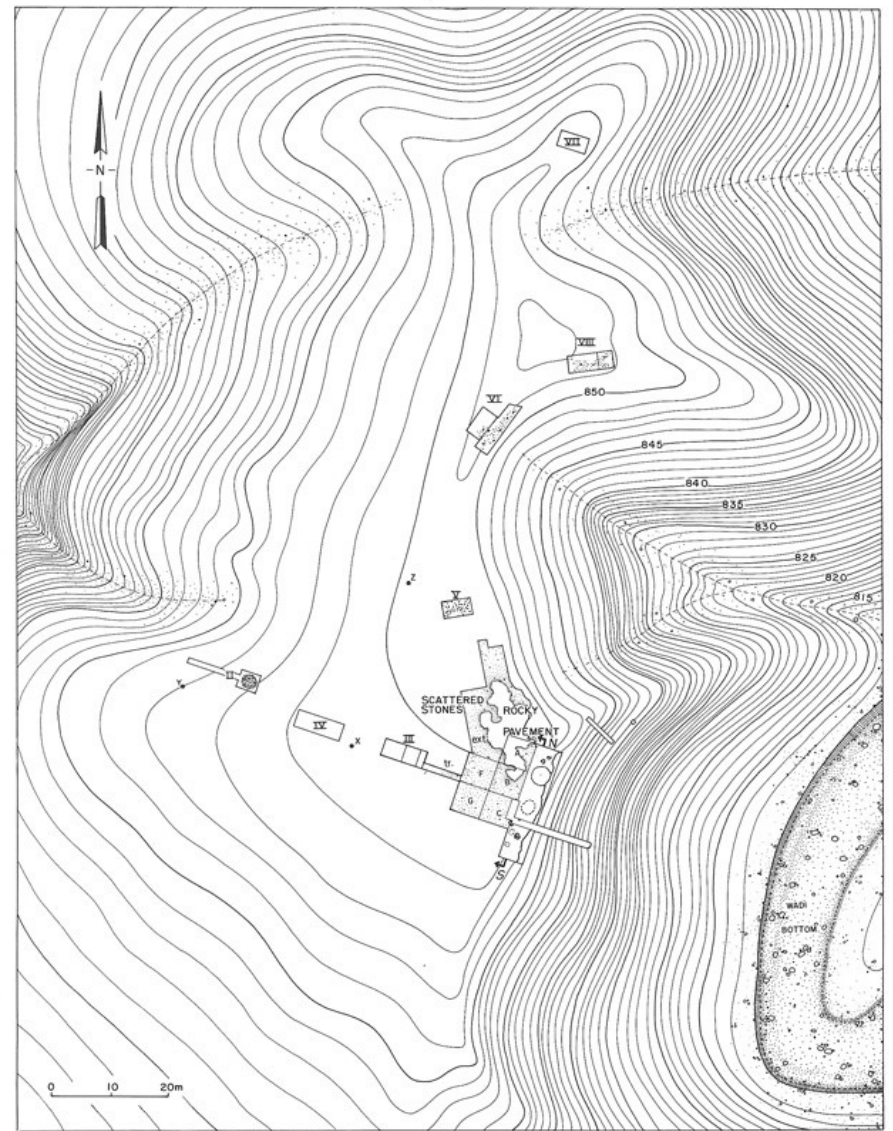 VII
- N -
VIII
850
VI
845
840
835
830
825
820
815
Z
V
II
Y
SCATTERED
STONES
ROCKY
IV
X
III
ext.
PAVEMENT
N
A
tr.
F
B
G
C
S
WADI
BOTTOM
0 10 20m